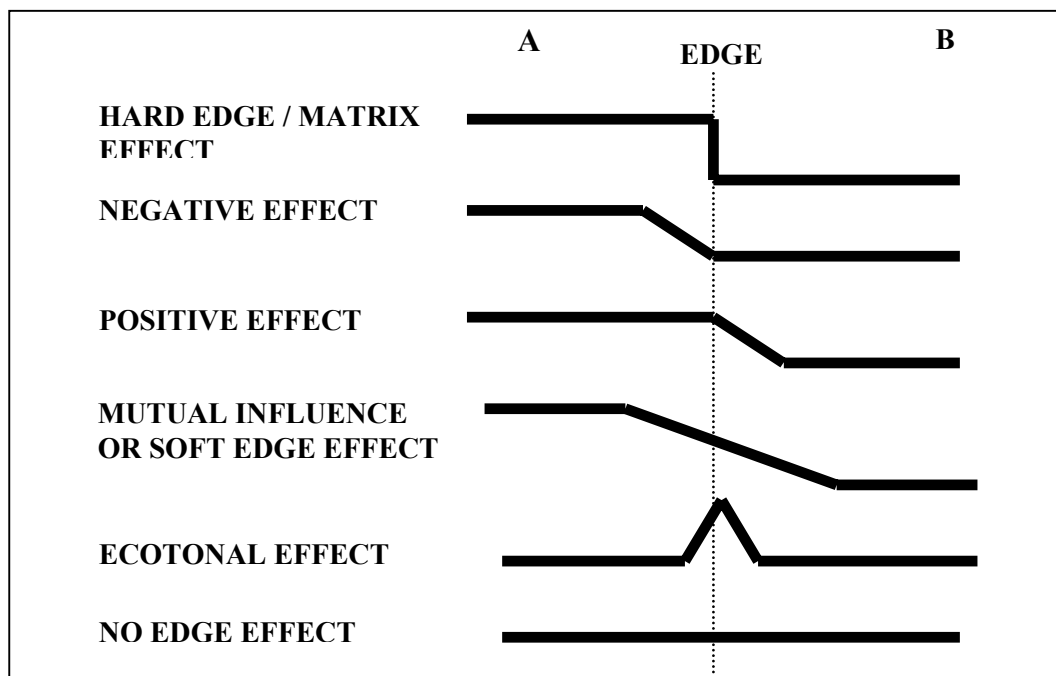 A
B
EDGE
HARD EDGE / MATRIX
EFFECT
NEGATIVE EFFECT
POSITIVE EFFECT
MUTUAL INFLUENCE
OR SOFT EDGE EFFECT
ECOTONAL EFFECT
NO EDGE EFFECT